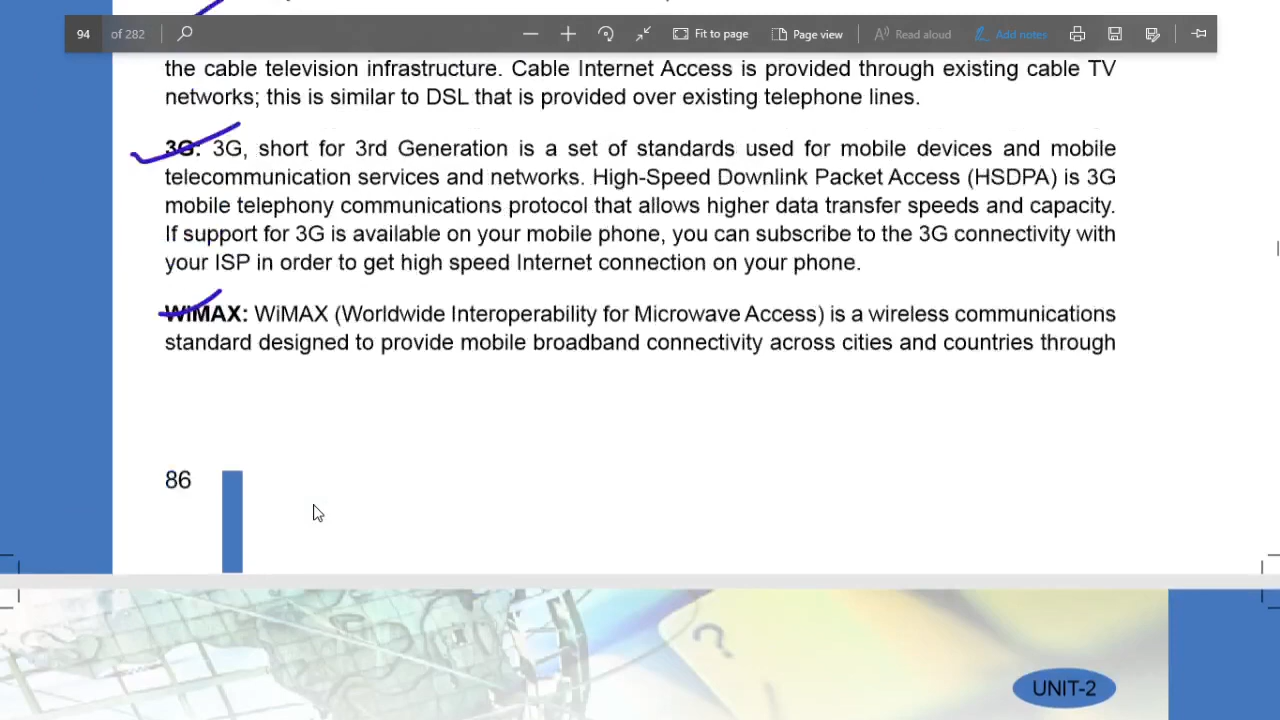 94 of 282 Fit to page Page view Read aloud Add notes
the cable television infrastructure. Cable Internet Access is provided through existing cable TV
networks; this is similar to DSL that is provided over existing telephone lines.
3G: 3G, short for 3rd Generation is a set of standards used for mobile devices and mobile
telecommunication services and networks. High-Speed Downlink Packet Access (HSDPA) is 3G
mobile telephony communications protocol that allows higher data transfer speeds and capacity.
If support for 3G is available on your mobile phone, you can subscribe to the 3G connectivity with
your ISP in order to get high speed Internet connection on your phone.
WiMAX: WiMAX (Worldwide Interoperability for Microwave Access) is a wireless communications
standard designed to provide mobile broadband connectivity across cities and countries through
86
?
UNIT-2